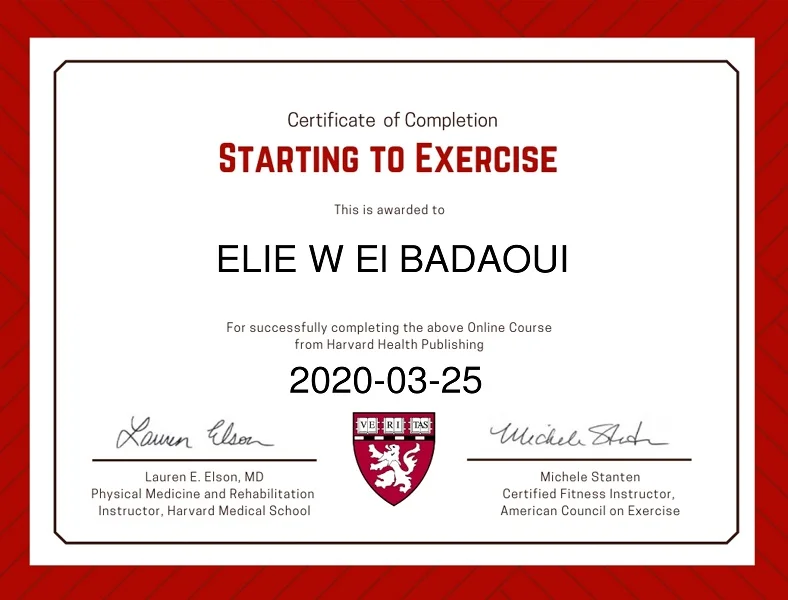 Certificate of Completion
STARTING TO EXERCISE
This is awarded to
ELIE W El BADAOUI
For successfully completing the above Online Course
from Harvard Health Publishing
2020-03-25
Lauren Elson
Michele Stanten
VE RI TAS
Lauren E. Elson, MD
Physical Medicine and Rehabilitation
Instructor, Harvard Medical School
Michele Stanten
Certified Fitness Instructor,
American Council on Exercise